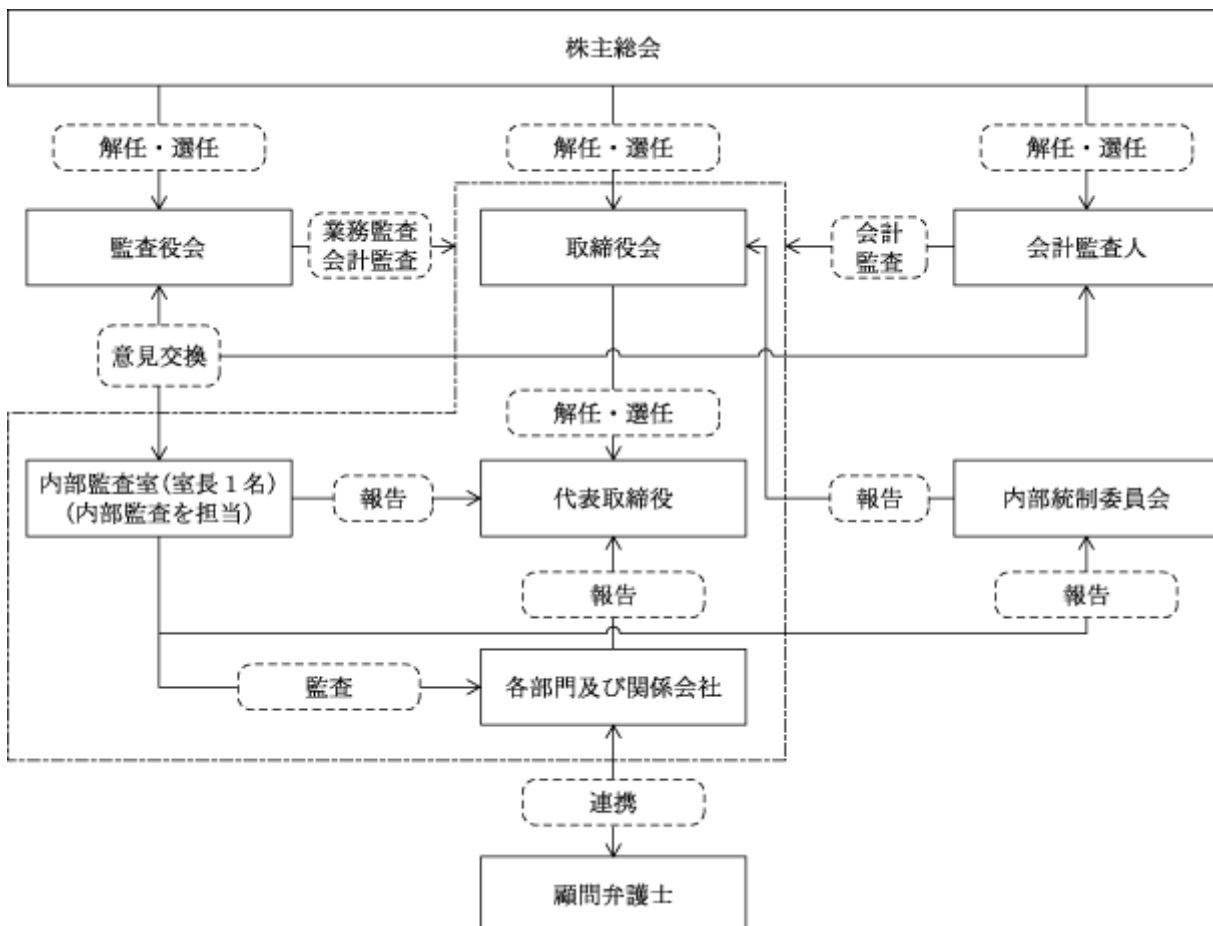 株主総会
解任・選任
解任・選任
解任・選任
監査役会
業務監査
会計監査
取締役会
会計
監査
会計監査人
意見交換
解任・選任
内部監査室(室長１名)
(内部監査を担当)
報告
代表取締役
報告
内部統制委員会
報告
報告
監査
各部門及び関係会社
連携
顧問弁護士